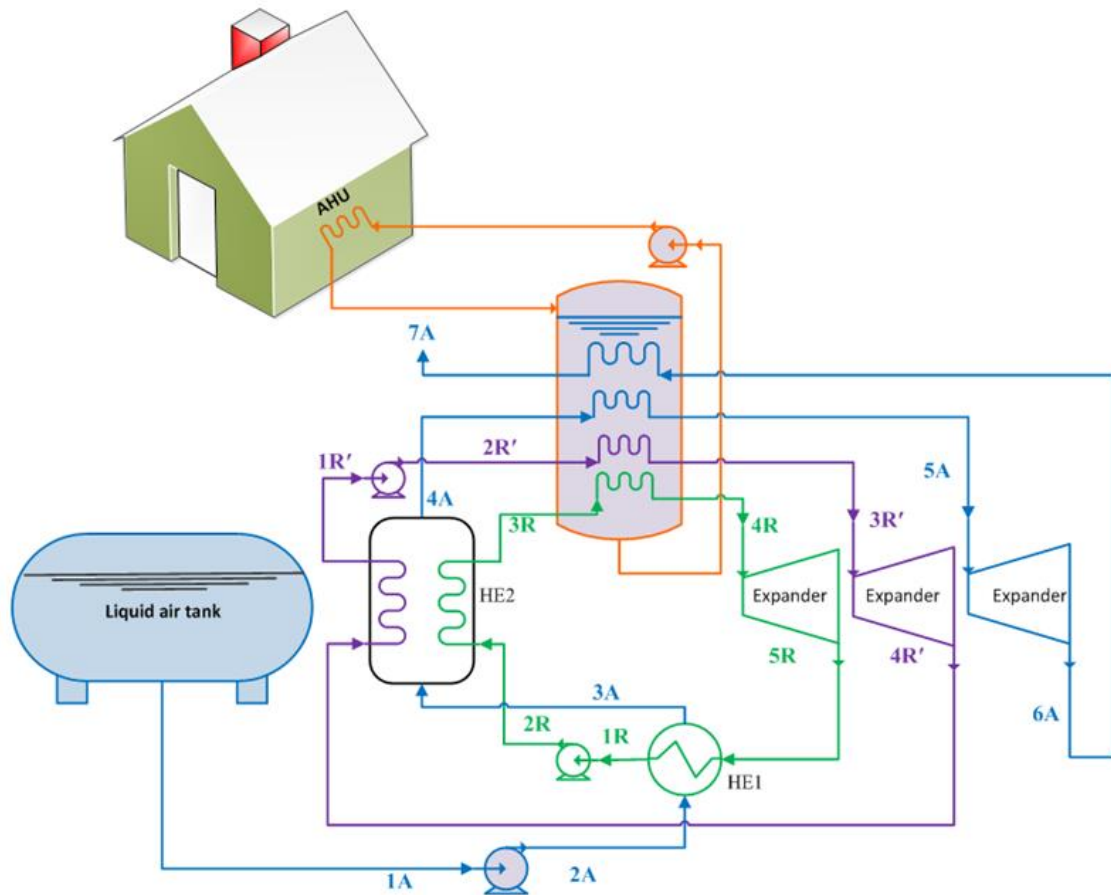 AHU
7A
1R′
2R′
4A
5A
3R
4R
3R′
HE2
Liquid air tank
Expander
Expander
Expander
5R
4R′
3A
6A
2R
1R
HE1
1A
2A